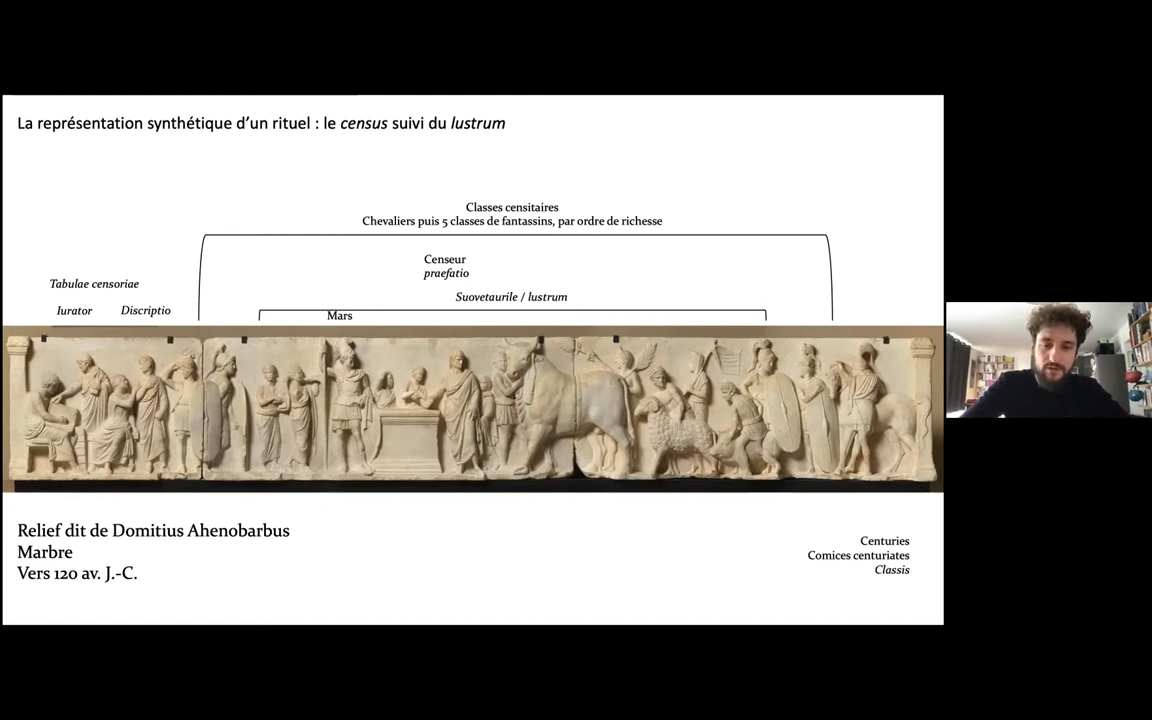 La représentation synthétique d'un rituel : le census suivi du lustrum
Classes censitaires
Chevaliers puis 5 classes de fantassins, par ordre de richesse
Censeur
praefatio
Tabulae censoriae
Suovetaurile / lustrum
Iurator
Discriptio
Mars
Relief dit de Domitius Ahenobarbus
Marbre
Vers 120 av. J.-C.
Centuries
Comices centuriates
Classis